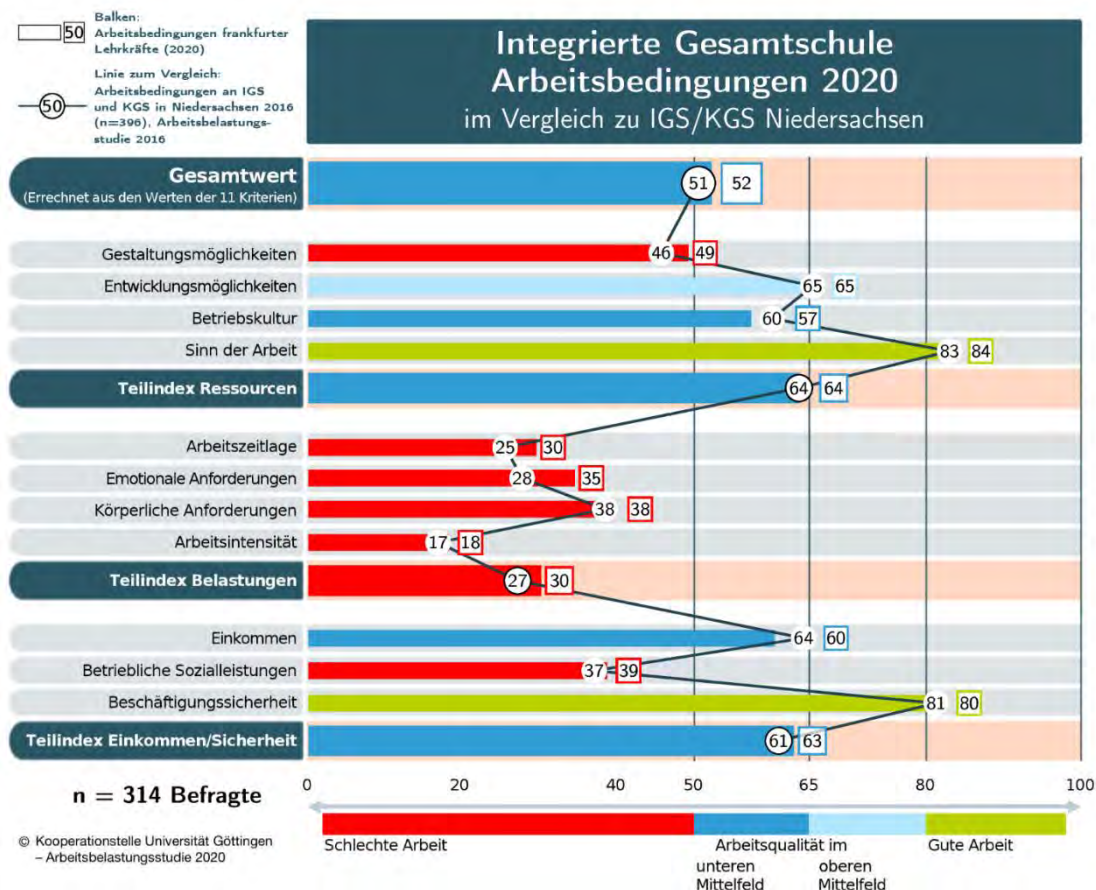 Balken:
50 Arbeitsbedingungen frankfurter
Lehrkräfte (2020)
Linie zum Vergleich:
Arbeitsbedingungen an IGS
50 und KGS in Niedersachsen 2016
(n=396), Arbeitsbelastungs-
studie 2016
Integrierte Gesamtschule
Arbeitsbedingungen 2020
im Vergleich zu IGS/KGS Niedersachsen
Gesamtwert
(Errechnet aus den Werten der 11 Kriterien)
51 52
Gestaltungsmöglichkeiten 46 49
Entwicklungsmöglichkeiten 65 65
Betriebskultur 60 57
Sinn der Arbeit 83 84
Teilindex Ressourcen 64 64
Arbeitszeitlage 25 30
Emotionale Anforderungen 28 35
Körperliche Anforderungen 38 38
Arbeitsintensität 17 18
Teilindex Belastungen 27 30
Einkommen 64 60
Betriebliche Sozialleistungen 37 39
Beschäftigungssicherheit 81 80
Teilindex Einkommen/Sicherheit 61 63
0 20 40 50 65 80 100
n = 314 Befragte
Schlechte Arbeit
Arbeitsqualität im
unteren Mittelfeld
oberen Mittelfeld
Gute Arbeit
© Kooperationstelle Universität Göttingen
– Arbeitsbelastungsstudie 2020